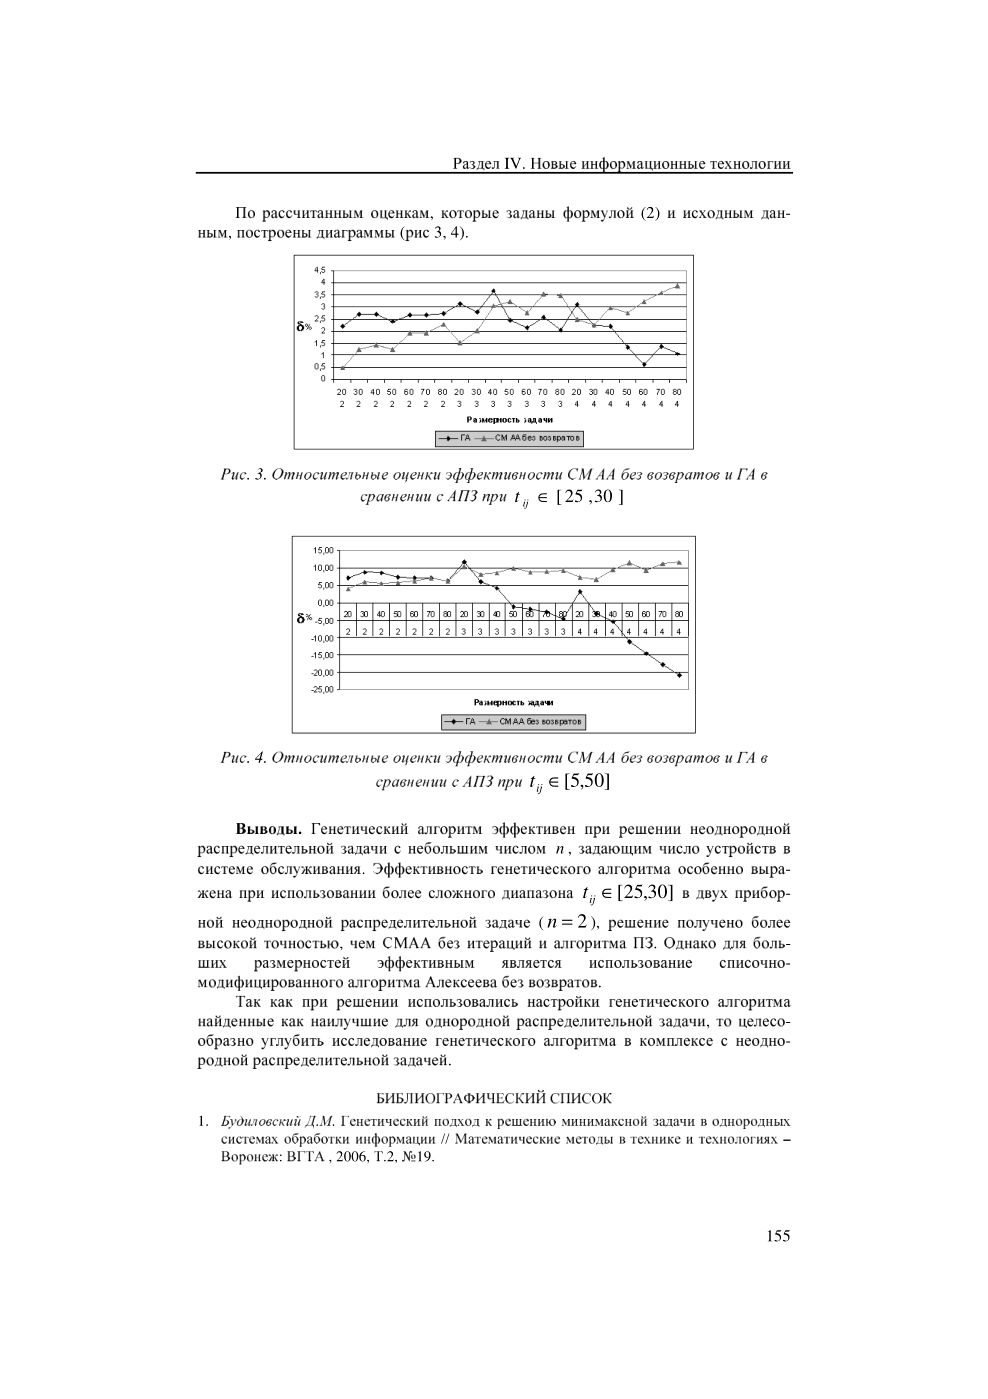 Раздел IV. Новые информационные технологии
По рассчитанным оценкам, которые заданы формулой (2) и исходным дан-
ным, построены диаграммы (рис 3, 4).
4,5
4
3,5
3
2,5
2
1,5
1
0,5
0
δ%
20 30 40 50 60 70 80 20 30 40 50 60 70 80 20 30 40 50 60 70 80
2 2 2 2 2 2 2 3 3 3 3 3 3 3 4 4 4 4 4 4 4
Размерность задачи
ГА СМ АА без возвратов
Рис. 3. Относительные оценки эффективности СМ АА без возвратов и ГА в
сравнении с АПЗ при t ij ∈ [ 25 ,30 ]
15,00
10,00
5,00
0,00
-5,00
-10,00
-15,00
-20,00
-25,00
δ%
20 30 40 50 60 70 80 20 30 40 50 60 70 80 20 30 40 50 60 70 80
2 2 2 2 2 2 2 3 3 3 3 3 3 3 4 4 4 4 4 4 4
Размерность задачи
ГА СМАА без возвратов
Рис. 4. Относительные оценки эффективности СМ АА без возвратов и ГА в
сравнении с АПЗ при t ij ∈ [5,50]
Выводы. Генетический алгоритм эффективен при решении неоднородной
распределительной задачи с небольшим числом n , задающим число устройств в
системе обслуживания. Эффективность генетического алгоритма особенно выра-
жена при использовании более сложного диапазона t ij ∈ [25,30] в двух прибор-
ной неоднородной распределительной задаче ( n = 2 ), решение получено более
высокой точностью, чем СМАА без итераций и алгоритма ПЗ. Однако для боль-
ших размерностей эффективным является использование списочно-
модифицированного алгоритма Алексеева без возвратов.
Так как при решении использовались настройки генетического алгоритма
найденные как наилучшие для однородной распределительной задачи, то целесо-
образно углубить исследование генетического алгоритма в комплексе с неодно-
родной распределительной задачей.
БИБЛИОГРАФИЧЕСКИЙ СПИСОК
1. Будиловский Д.М. Генетический подход к решению минимаксной задачи в однородных
системах обработки информации // Математические методы в технике и технологиях –
Воронеж: ВГТА , 2006, Т.2, №19.
155